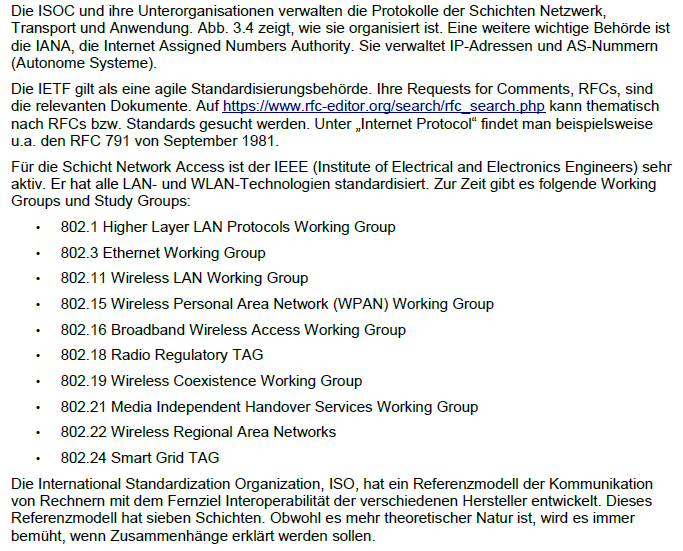 Die ISOC und ihre Unterorganisationen verwalten die Protokolle der Schichten Netzwerk,
Transport und Anwendung. Abb. 3.4 zeigt, wie sie organisiert ist. Eine weitere wichtige Behörde ist
die IANA, die Internet Assigned Numbers Authority. Sie verwaltet IP-Adressen und AS-Nummern
(Autonome Systeme).
Die IETF gilt als eine agile Standardisierungsbehörde. Ihre Requests for Comments, RFCs, sind
die relevanten Dokumente. Auf https://www.rfc-editor.org/search/rfc_search.php kann thematisch
nach RFCs bzw. Standards gesucht werden. Unter „Internet Protocol“ findet man beispielsweise
u.a. den RFC 791 von September 1981.
Für die Schicht Network Access ist der IEEE (Institute of Electrical and Electronics Engineers) sehr
aktiv. Er hat alle LAN- und WLAN-Technologien standardisiert. Zur Zeit gibt es folgende Working
Groups und Study Groups:
• 802.1 Higher Layer LAN Protocols Working Group
• 802.3 Ethernet Working Group
• 802.11 Wireless LAN Working Group
• 802.15 Wireless Personal Area Network (WPAN) Working Group
• 802.16 Broadband Wireless Access Working Group
• 802.18 Radio Regulatory TAG
• 802.19 Wireless Coexistence Working Group
• 802.21 Media Independent Handover Services Working Group
• 802.22 Wireless Regional Area Networks
• 802.24 Smart Grid TAG
Die International Standardization Organization, ISO, hat ein Referenzmodell der Kommunikation
von Rechnern mit dem Fernziel Interoperabilität der verschiedenen Hersteller entwickelt. Dieses
Referenzmodell hat sieben Schichten. Obwohl es mehr theoretischer Natur ist, wird es immer
bemüht, wenn Zusammenhänge erklärt werden sollen.